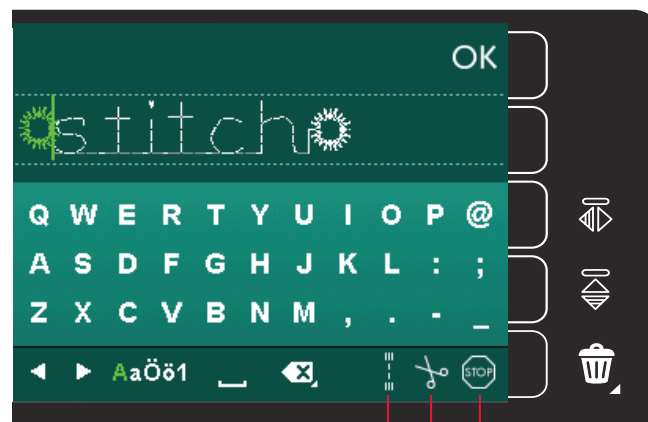 OK
stitch
Q W E R T Y U I O P @
A S D F G H J K L : ;
Z X C V B N M , . - _
AaÖö1 STOP